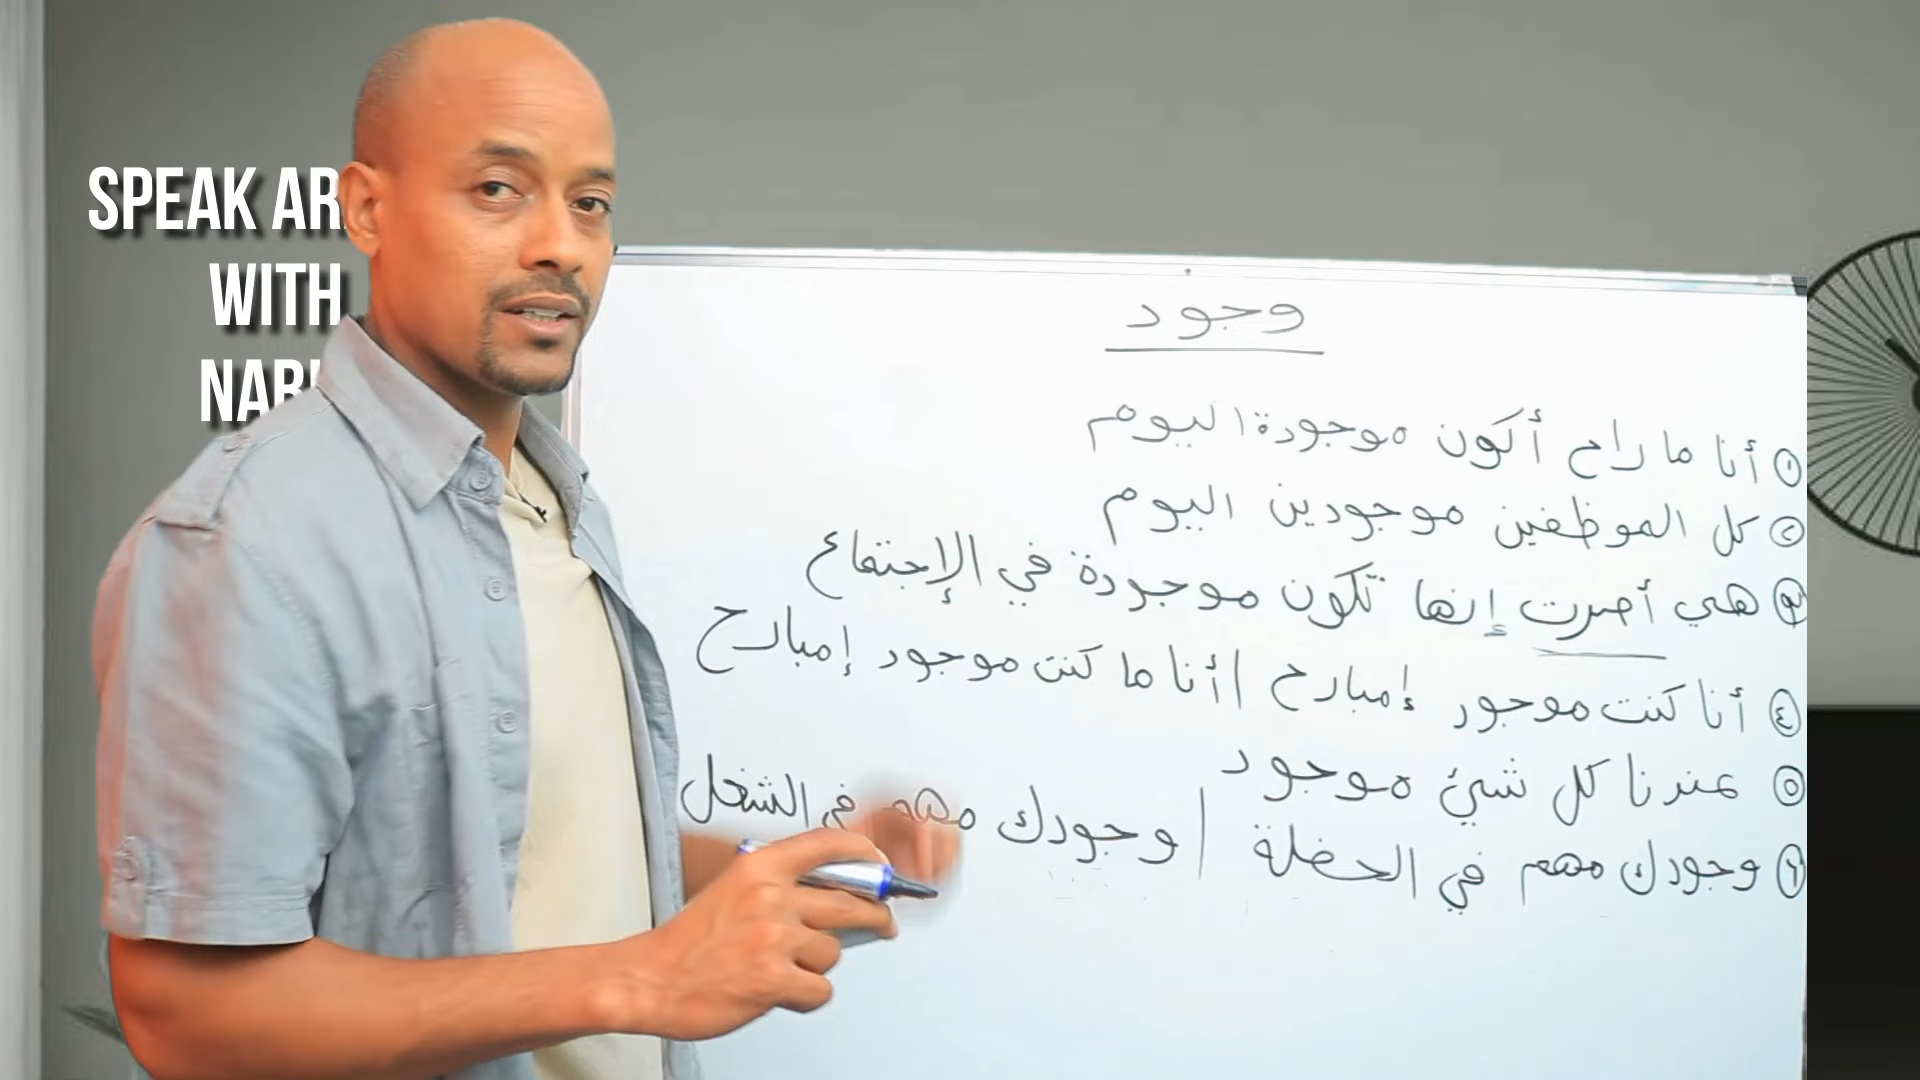 SPEAK AR
WITH
NAB
وجود
١ أنا ما راح أكون موجودة اليوم
٢ كل الموظفين موجودين اليوم
٣ هي أصرت إنها تكون موجودة في الإجتماع
٤ أنا كنت موجود إمبارح | أنا ما كنت موجود إمبارح
٥ عندنا كل شيئ موجود
٦ وجودك مهم في الحفلة | وجودك مهم في الشغل